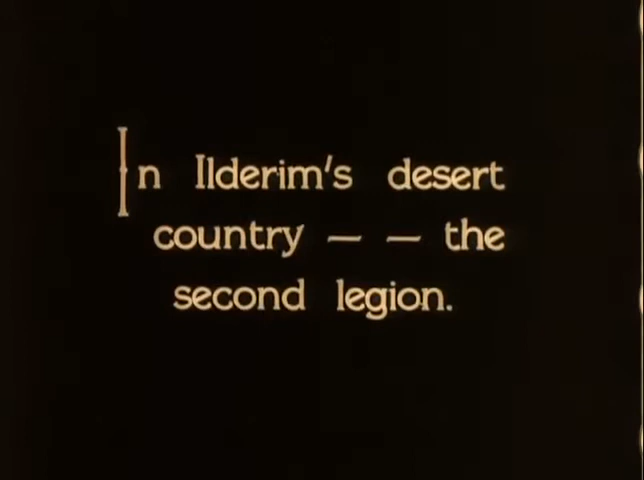 In Ilderim's desert
country — — the
second legion.